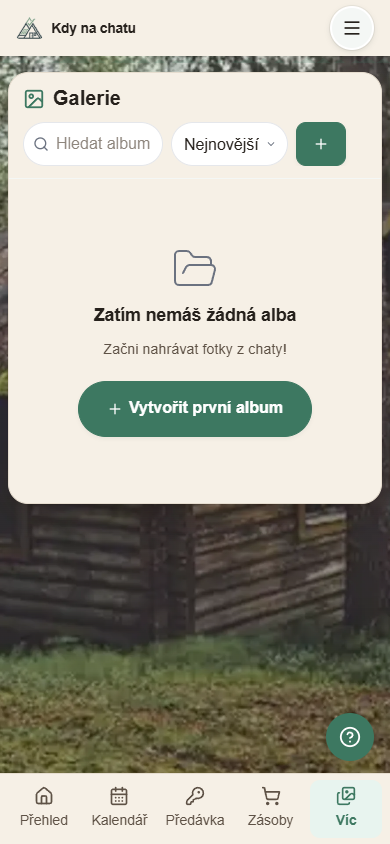 Kdy na chatu
Galerie
Hledat album
Nejnovější
Zatím nemáš žádná alba
Začni nahrávat fotky z chaty!
Vytvořit první album
Přehled
Kalendář
Předávka
Zásoby
Víc